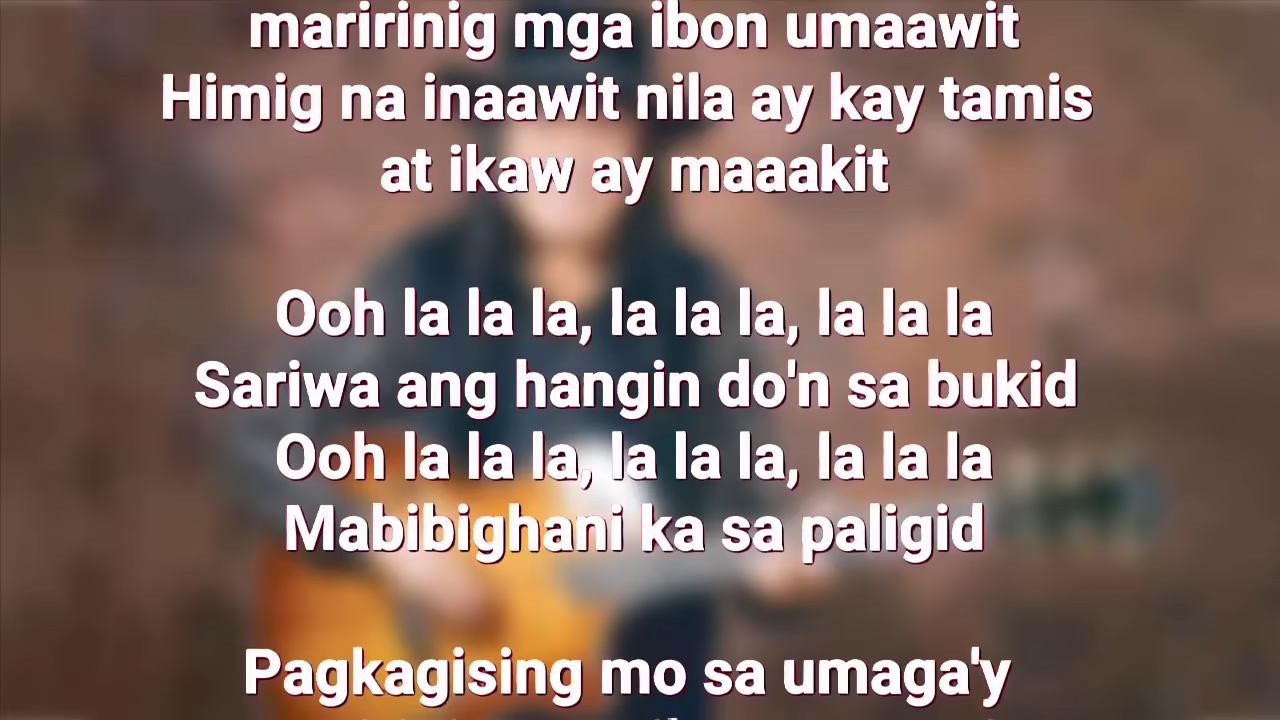 maririnig mga ibon umaawit
Himig na inaawit nila ay kay tamis
at ikaw ay maaakit
Ooh la la la, la la la, la la la
Sariwa ang hangin do'n sa bukid
Ooh la la la, la la la, la la la
Mabibighani ka sa paligid
Pagkagising mo sa umaga'y